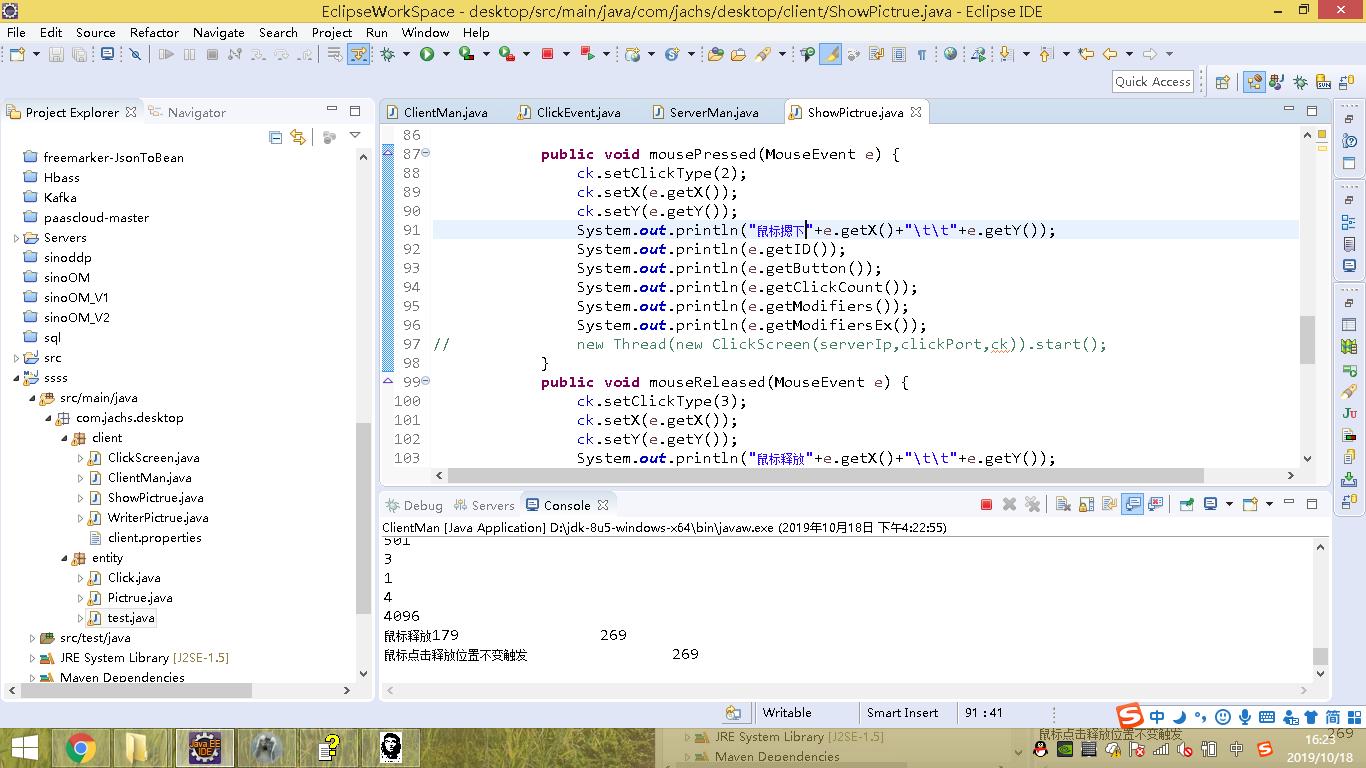 EclipseWorkSpace - desktop/src/main/java/com/jachs/desktop/client/ShowPictrue.java - Eclipse IDE
File Edit Source Refactor Navigate Search Project Run Window Help
Quick Access
Project Explorer
Navigator
freemarker-JsonToBean
Hbass
Kafka
paascloud-master
Servers
sinoddp
sinoOM
sinoOM_V1
sinoOM_V2
sql
src
ssss
src/main/java
com.jachs.desktop
client
ClickScreen.java
ClientMan.java
ShowPictrue.java
WriterPictrue.java
client.properties
entity
Click.java
Pictrue.java
test.java
src/test/java
JRE System Library [J2SE-1.5]
Maven Dependencies
ClientMan.java ClickEvent.java ServerMan.java ShowPictrue.java
86
87 public void mousePressed(MouseEvent e) {
88 ck.setClickType(2);
89 ck.setX(e.getX());
90 ck.setY(e.getY());
91 System.out.println("鼠标摁下"+e.getX()+"\t\t"+e.getY());
92 System.out.println(e.getID());
93 System.out.println(e.getButton());
94 System.out.println(e.getClickCount());
95 System.out.println(e.getModifiers());
96 System.out.println(e.getModifiersEx());
97 // new Thread(new ClickScreen(serverIp,clickPort,ck)).start();
98 }
99 public void mouseReleased(MouseEvent e) {
100 ck.setClickType(3);
101 ck.setX(e.getX());
102 ck.setY(e.getY());
103 System.out.println("鼠标释放"+e.getX()+"\t\t"+e.getY());
Debug Servers Console
ClientMan [Java Application] D:\jdk-8u5-windows-x64\bin\javaw.exe (2019年10月18日 下午4:22:55)
501
3
1
4
4096
鼠标释放179 269
鼠标点击释放位置不变触发 269
Writable Smart Insert 91 : 41
中 简
JRE System Library [J2SE-1.5]
Maven Dependencies
鼠标点击释放位置不变触发 269
中
16:23
2019/10/18